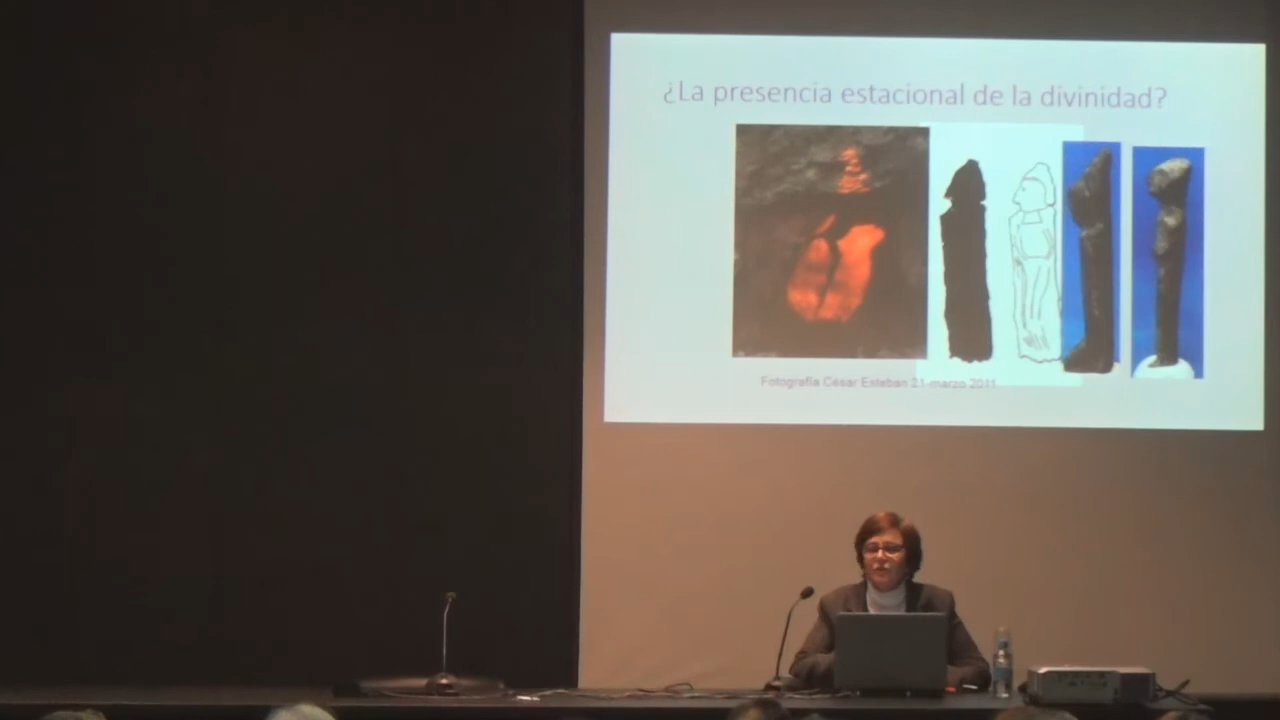 ¿La presencia estacional de la divinidad?
Fotografía César Esteban 21-marzo 2011